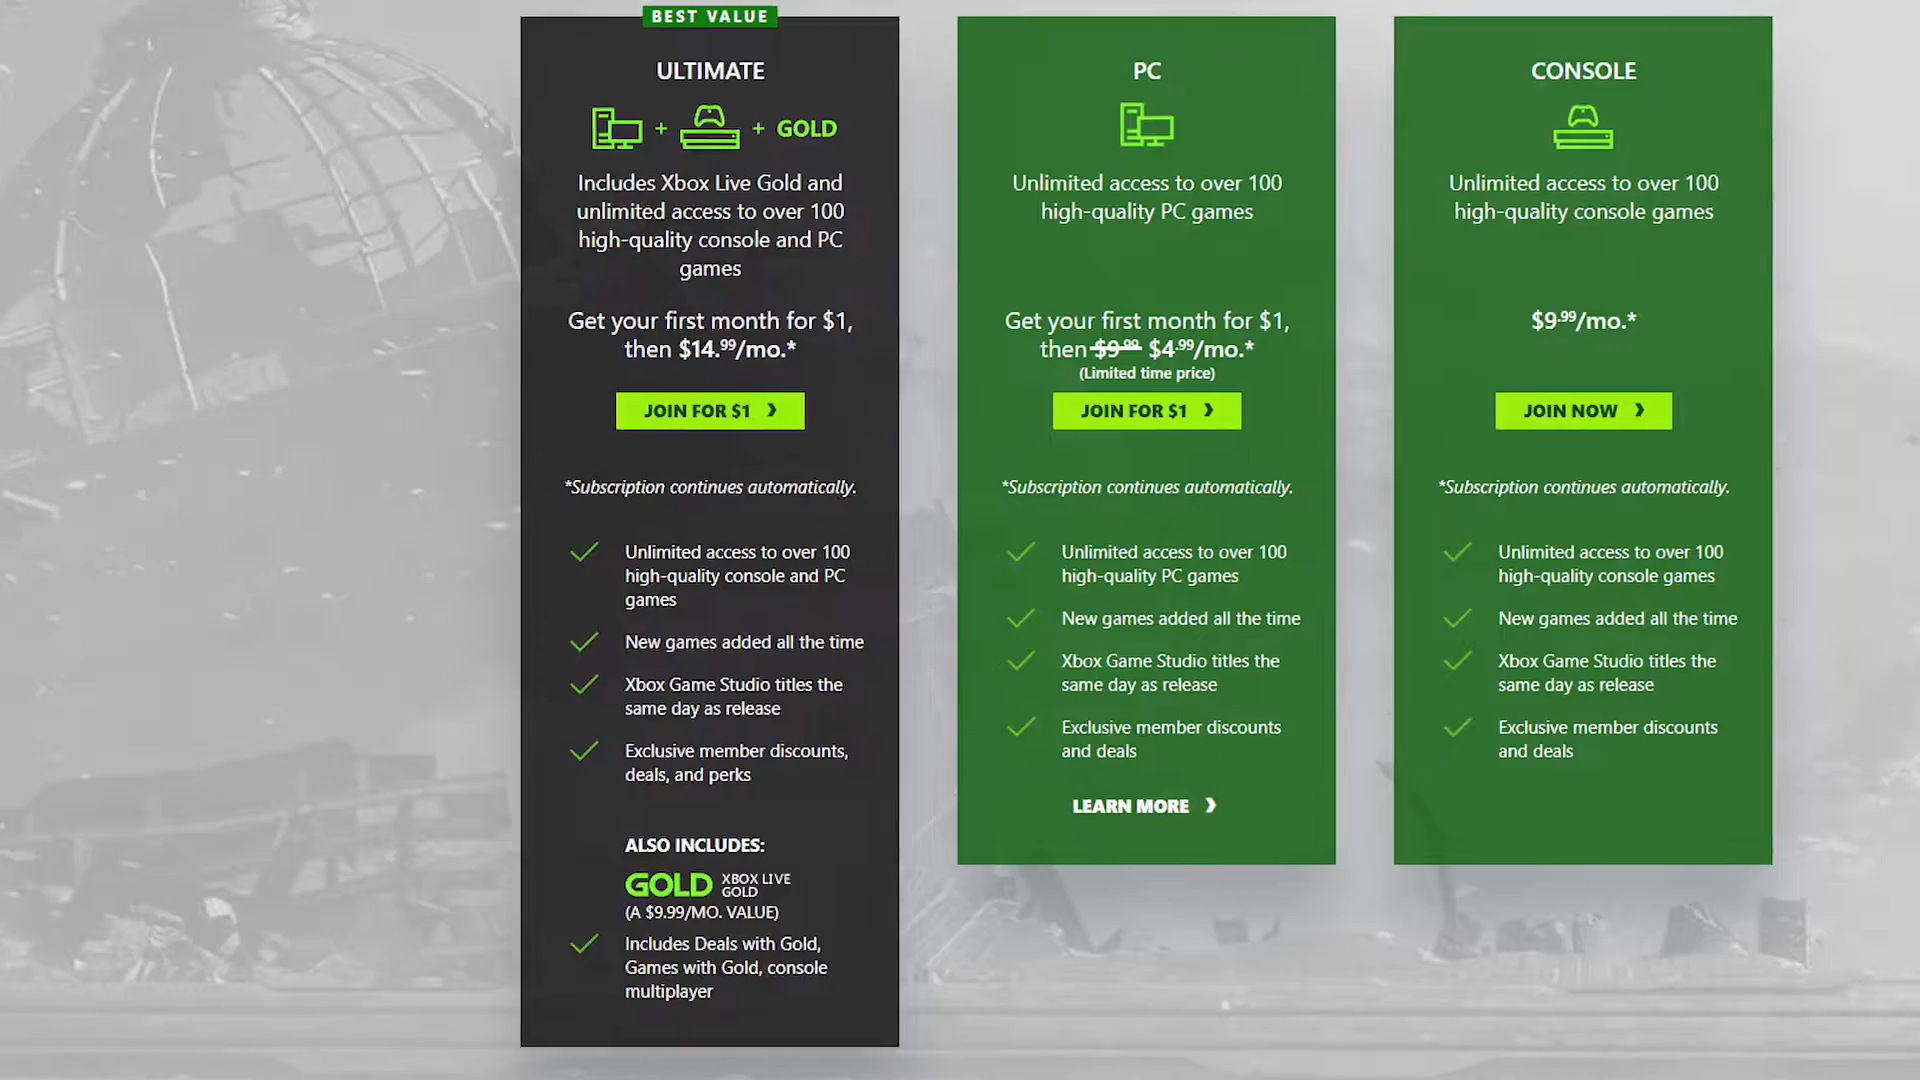 BEST VALUE
ULTIMATE
+ + GOLD
Includes Xbox Live Gold and
unlimited access to over 100
high-quality console and PC
games
Get your first month for $1,
then $14.99/mo.*
JOIN FOR $1
*Subscription continues automatically.
Unlimited access to over 100
high-quality console and PC
games
New games added all the time
Xbox Game Studio titles the
same day as release
Exclusive member discounts,
deals, and perks
ALSO INCLUDES:
GOLD XBOX LIVE
GOLD
(A $9.99/MO. VALUE)
Includes Deals with Gold,
Games with Gold, console
multiplayer
PC
Unlimited access to over 100
high-quality PC games
Get your first month for $1,
then $9.99 $4.99/mo.*
(Limited time price)
JOIN FOR $1
*Subscription continues automatically.
Unlimited access to over 100
high-quality PC games
New games added all the time
Xbox Game Studio titles the
same day as release
Exclusive member discounts
and deals
LEARN MORE
CONSOLE
Unlimited access to over 100
high-quality console games
$9.99/mo.*
JOIN NOW
*Subscription continues automatically.
Unlimited access to over 100
high-quality console games
New games added all the time
Xbox Game Studio titles the
same day as release
Exclusive member discounts
and deals